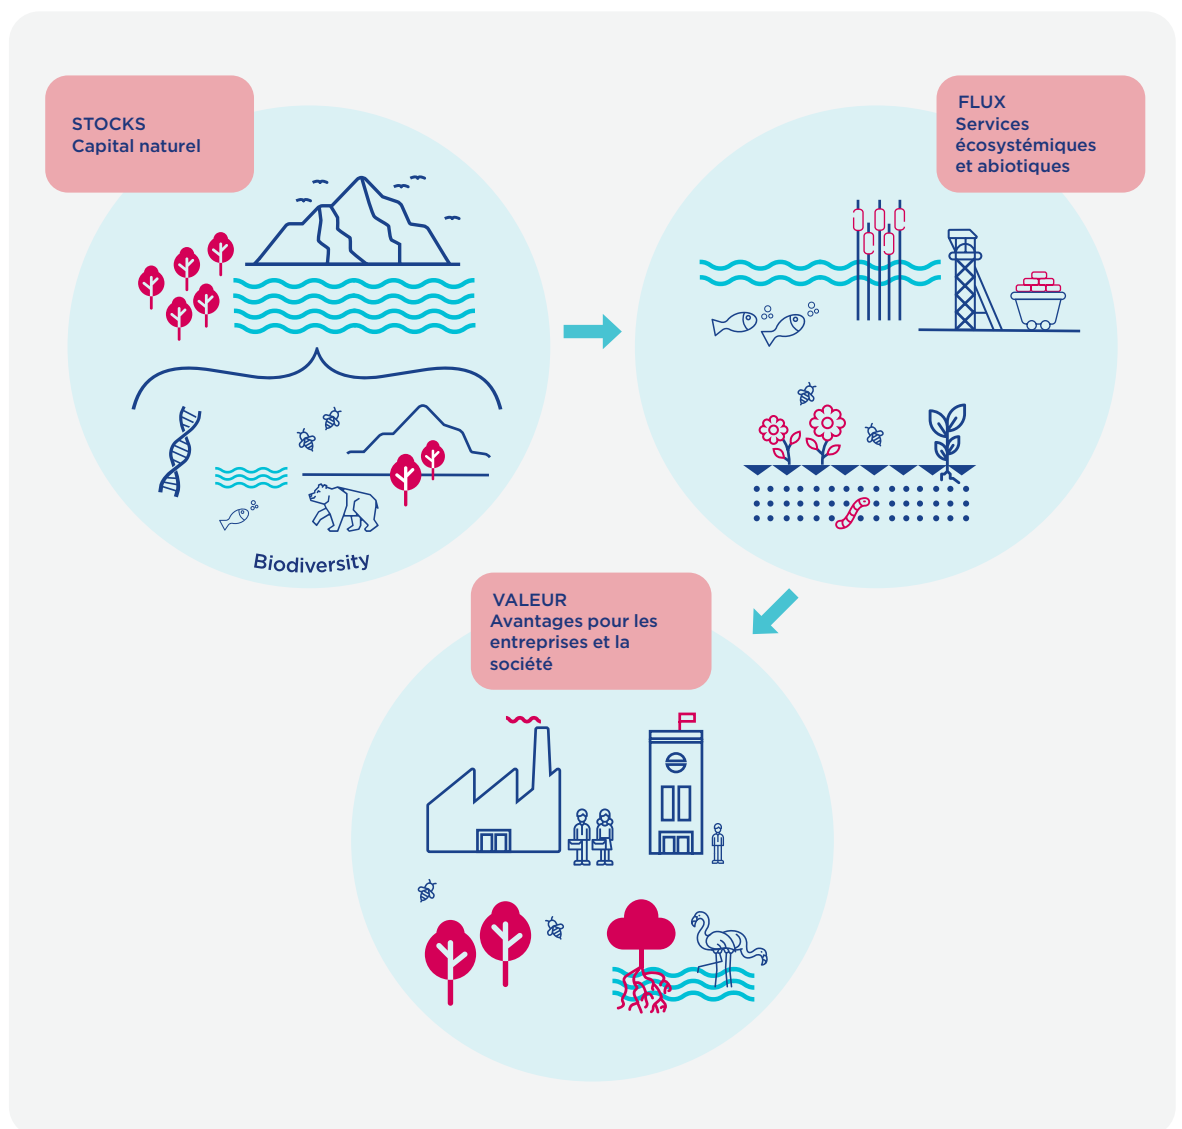 STOCKS
Capital naturel
FLUX
Services
écosystémiques
et abiotiques
Biodiversity
VALEUR
Avantages pour les
entreprises et la
société